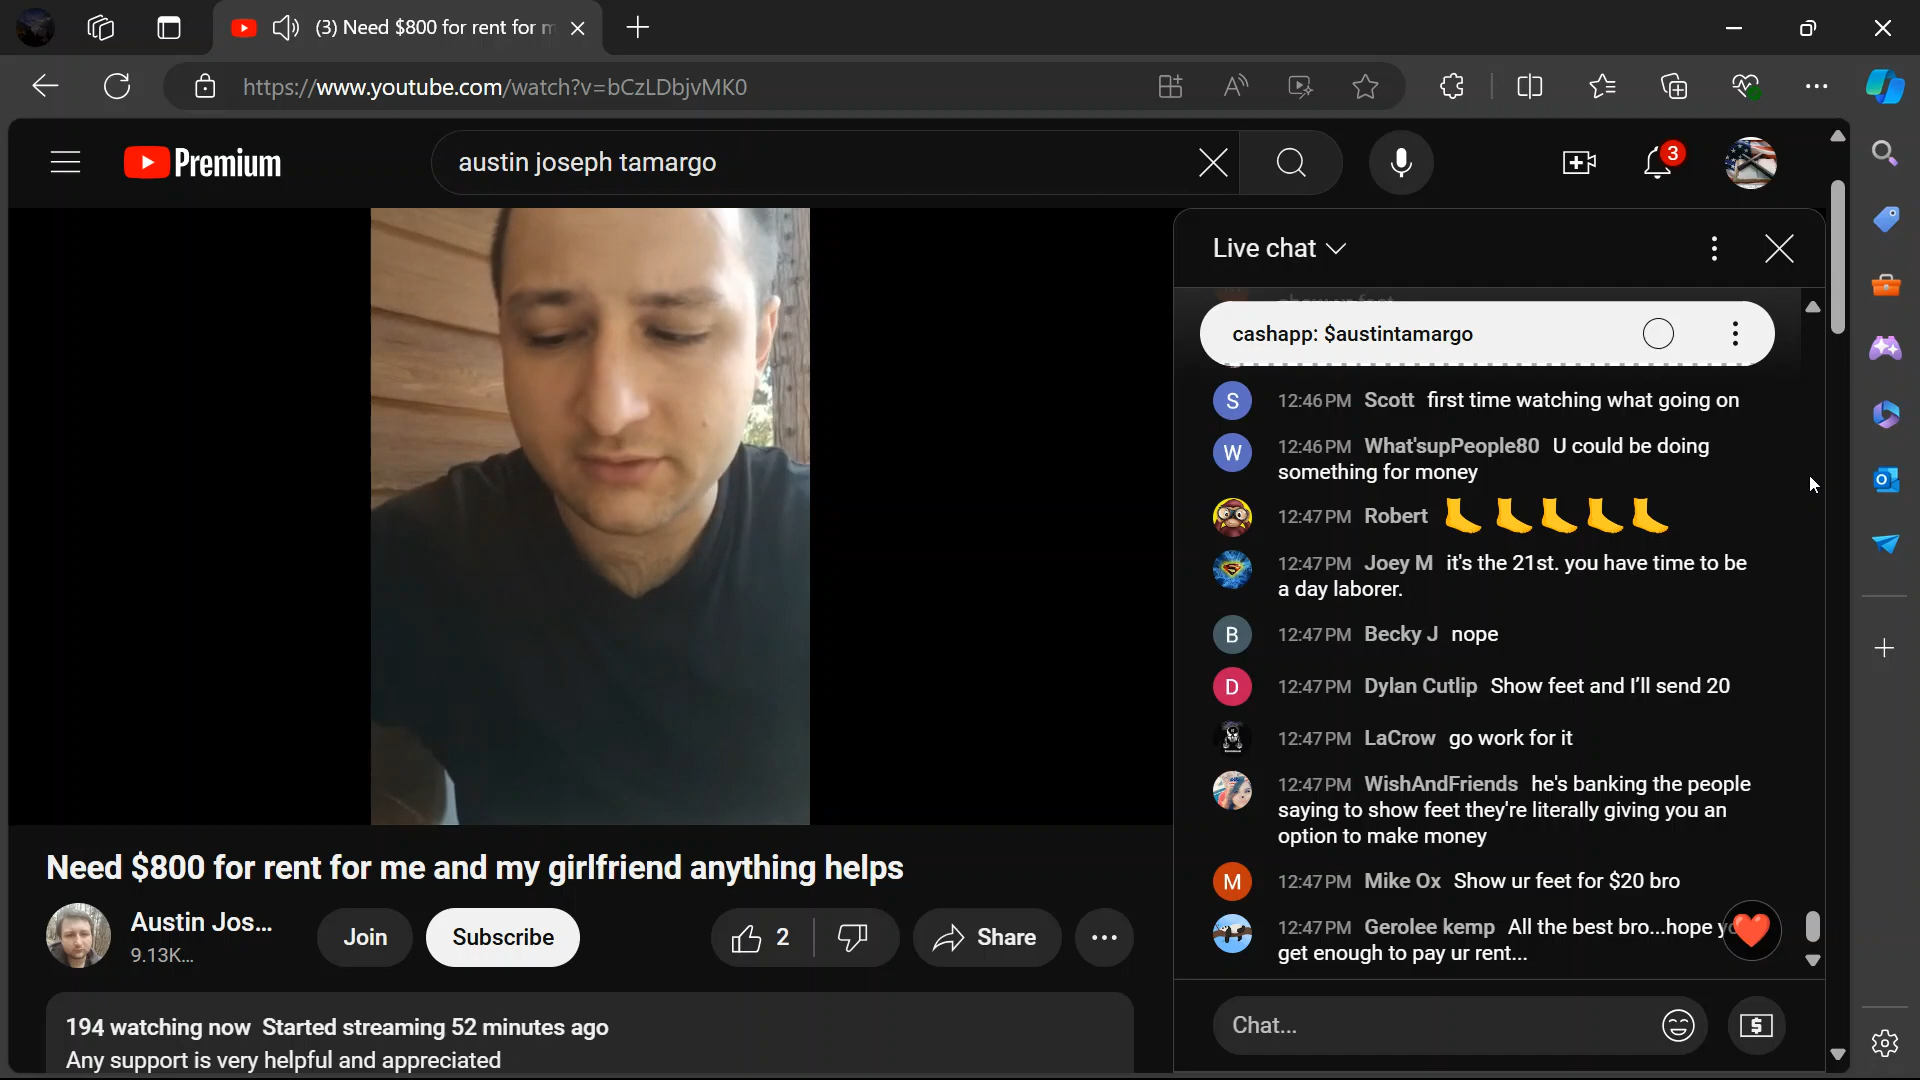 (3) Need $800 for rent for m
https://www.youtube.com/watch?v=bCzLDbjvMK0
Premium
austin joseph tamargo
3
Live chat
cashapp: $austintamargo
S 12:46 PM Scott first time watching what going on
W 12:46 PM What'supPeople80 U could be doing
something for money
12:47 PM Robert
12:47 PM Joey M it's the 21st. you have time to be
a day laborer.
B 12:47 PM Becky J nope
D 12:47 PM Dylan Cutlip Show feet and I'll send 20
12:47 PM LaCrow go work for it
12:47 PM WishAndFriends he's banking the people
saying to show feet they're literally giving you an
option to make money
M 12:47 PM Mike Ox Show ur feet for $20 bro
12:47 PM Gerolee kemp All the best bro...hope
get enough to pay ur rent...
Chat...
Need $800 for rent for me and my girlfriend anything helps
Austin Jos...
9.13K...
Join
Subscribe
2
Share
194 watching now Started streaming 52 minutes ago
Any support is very helpful and appreciated